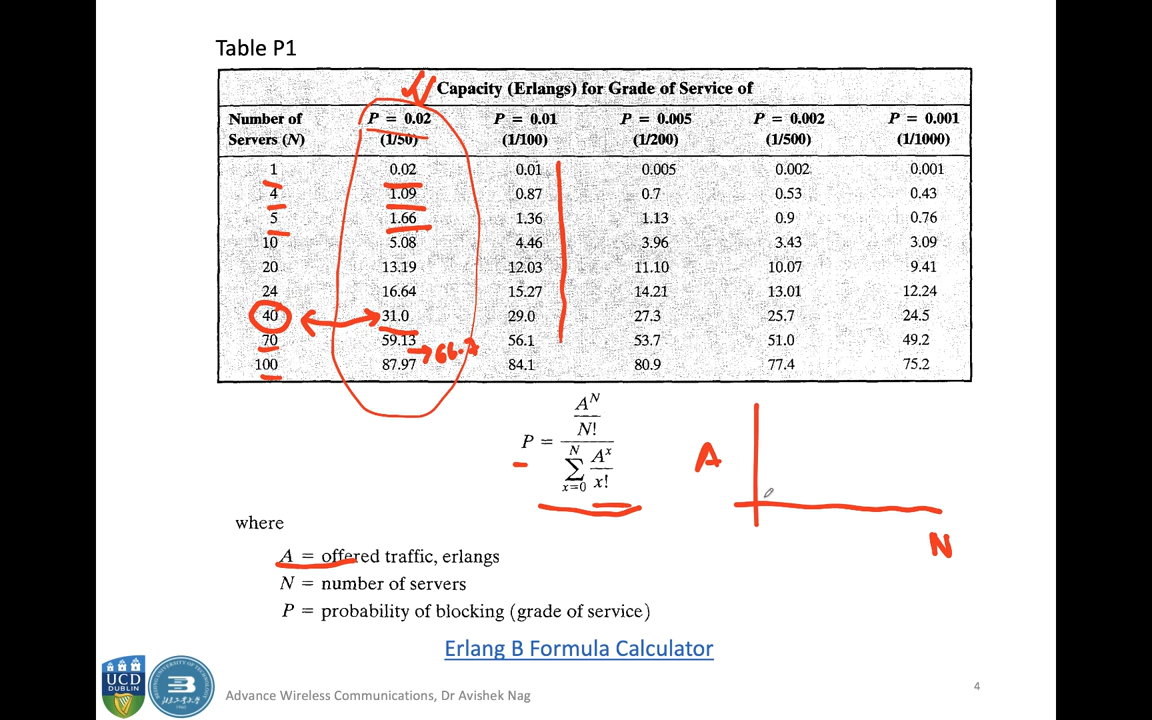 Table P1
Capacity (Erlangs) for Grade of Service of
Number of Servers (N) P = 0.02 (1/50) P = 0.01 (1/100) P = 0.005 (1/200) P = 0.002 (1/500) P = 0.001 (1/1000)
1 0.02 0.01 0.005 0.002 0.001
4 1.09 0.87 0.7 0.53 0.43
5 1.66 1.36 1.13 0.9 0.76
10 5.08 4.46 3.96 3.43 3.09
20 13.19 12.03 11.10 10.07 9.41
24 16.64 15.27 14.21 13.01 12.24
40 31.0 29.0 27.3 25.7 24.5
70 59.13 56.1 53.7 51.0 49.2
100 87.97 84.1 80.9 77.4 75.2
A^N
N!
P =
N
∑ A^x
x=0 x!
A
N
where
A = offered traffic, erlangs
N = number of servers
P = probability of blocking (grade of service)
Erlang B Formula Calculator
UCD
DUBLIN
Advance Wireless Communications, Dr Avishek Nag
4